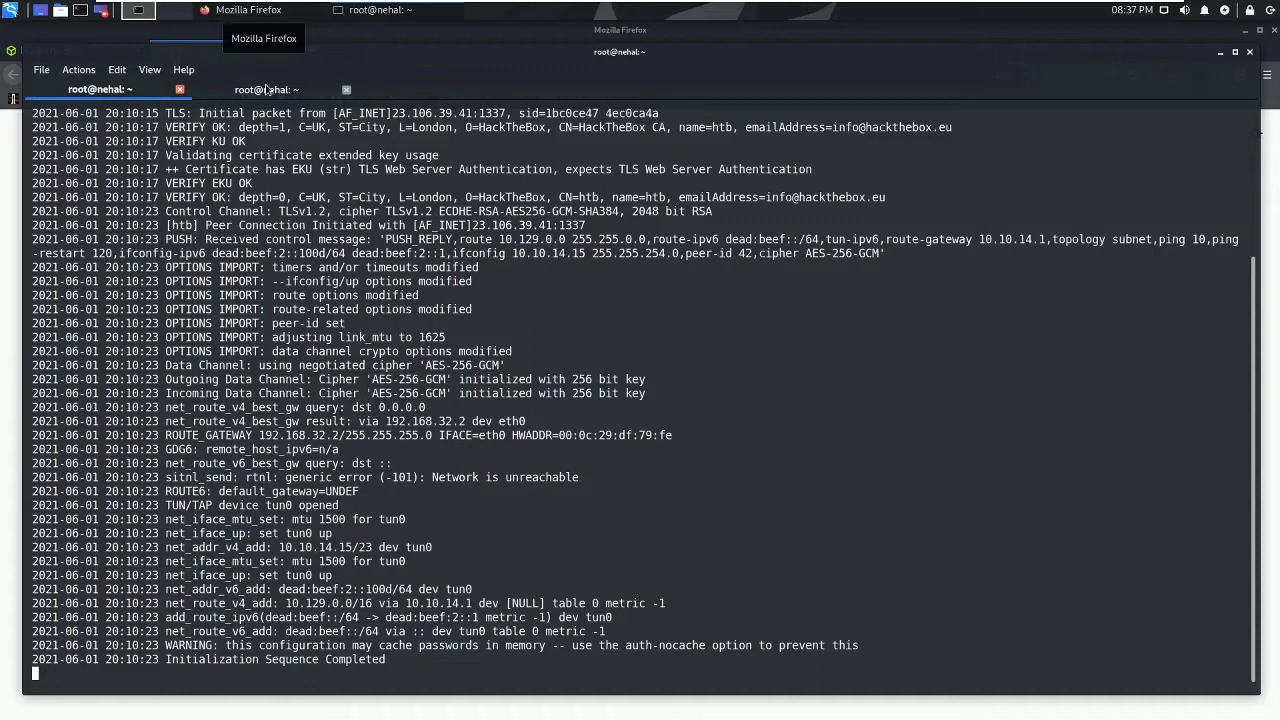 Mozilla Firefox
root@nehal: ~
08:37 PM
Mozilla Firefox
Mozilla Firefox
root@nehal:~
File Actions Edit View Help
root@nehal: ~
root@nehal: ~
2021-06-01 20:10:15 TLS: Initial packet from [AF_INET]23.106.39.41:1337, sid=1bc0ce47 4ec0ca4a
2021-06-01 20:10:17 VERIFY OK: depth=1, C=UK, ST=City, L=London, O=HackTheBox, CN=HackTheBox CA, name=htb, emailAddress=info@hackthebox.eu
2021-06-01 20:10:17 VERIFY KU OK
2021-06-01 20:10:17 Validating certificate extended key usage
2021-06-01 20:10:17 ++ Certificate has EKU (str) TLS Web Server Authentication, expects TLS Web Server Authentication
2021-06-01 20:10:17 VERIFY EKU OK
2021-06-01 20:10:17 VERIFY OK: depth=0, C=UK, ST=City, L=London, O=HackTheBox, CN=htb, name=htb, emailAddress=info@hackthebox.eu
2021-06-01 20:10:23 Control Channel: TLSv1.2, cipher TLSv1.2 ECDHE-RSA-AES256-GCM-SHA384, 2048 bit RSA
2021-06-01 20:10:23 [htb] Peer Connection Initiated with [AF_INET]23.106.39.41:1337
2021-06-01 20:10:23 PUSH: Received control message: 'PUSH_REPLY,route 10.129.0.0 255.255.0.0,route-ipv6 dead:beef::/64,tun-ipv6,route-gateway 10.10.14.1,topology subnet,ping 10,ping
-restart 120,ifconfig-ipv6 dead:beef:2::100d/64 dead:beef:2::1,ifconfig 10.10.14.15 255.255.254.0,peer-id 42,cipher AES-256-GCM'
2021-06-01 20:10:23 OPTIONS IMPORT: timers and/or timeouts modified
2021-06-01 20:10:23 OPTIONS IMPORT: --ifconfig/up options modified
2021-06-01 20:10:23 OPTIONS IMPORT: route options modified
2021-06-01 20:10:23 OPTIONS IMPORT: route-related options modified
2021-06-01 20:10:23 OPTIONS IMPORT: peer-id set
2021-06-01 20:10:23 OPTIONS IMPORT: adjusting link_mtu to 1625
2021-06-01 20:10:23 OPTIONS IMPORT: data channel crypto options modified
2021-06-01 20:10:23 Data Channel: using negotiated cipher 'AES-256-GCM'
2021-06-01 20:10:23 Outgoing Data Channel: Cipher 'AES-256-GCM' initialized with 256 bit key
2021-06-01 20:10:23 Incoming Data Channel: Cipher 'AES-256-GCM' initialized with 256 bit key
2021-06-01 20:10:23 net_route_v4_best_gw query: dst 0.0.0.0
2021-06-01 20:10:23 net_route_v4_best_gw result: via 192.168.32.2 dev eth0
2021-06-01 20:10:23 ROUTE_GATEWAY 192.168.32.2/255.255.255.0 IFACE=eth0 HWADDR=00:0c:29:df:79:fe
2021-06-01 20:10:23 GDG6: remote_host_ipv6=n/a
2021-06-01 20:10:23 net_route_v6_best_gw query: dst ::
2021-06-01 20:10:23 sitnl_send: rtnl: generic error (-101): Network is unreachable
2021-06-01 20:10:23 ROUTE6: default_gateway=UNDEF
2021-06-01 20:10:23 TUN/TAP device tun0 opened
2021-06-01 20:10:23 net_iface_mtu_set: mtu 1500 for tun0
2021-06-01 20:10:23 net_iface_up: set tun0 up
2021-06-01 20:10:23 net_addr_v4_add: 10.10.14.15/23 dev tun0
2021-06-01 20:10:23 net_iface_mtu_set: mtu 1500 for tun0
2021-06-01 20:10:23 net_iface_up: set tun0 up
2021-06-01 20:10:23 net_addr_v6_add: dead:beef:2::100d/64 dev tun0
2021-06-01 20:10:23 net_route_v4_add: 10.129.0.0/16 via 10.10.14.1 dev [NULL] table 0 metric -1
2021-06-01 20:10:23 add_route_ipv6(dead:beef::/64 -> dead:beef:2::1 metric -1) dev tun0
2021-06-01 20:10:23 net_route_v6_add: dead:beef::/64 via :: dev tun0 table 0 metric -1
2021-06-01 20:10:23 WARNING: this configuration may cache passwords in memory -- use the auth-nocache option to prevent this
2021-06-01 20:10:23 Initialization Sequence Completed